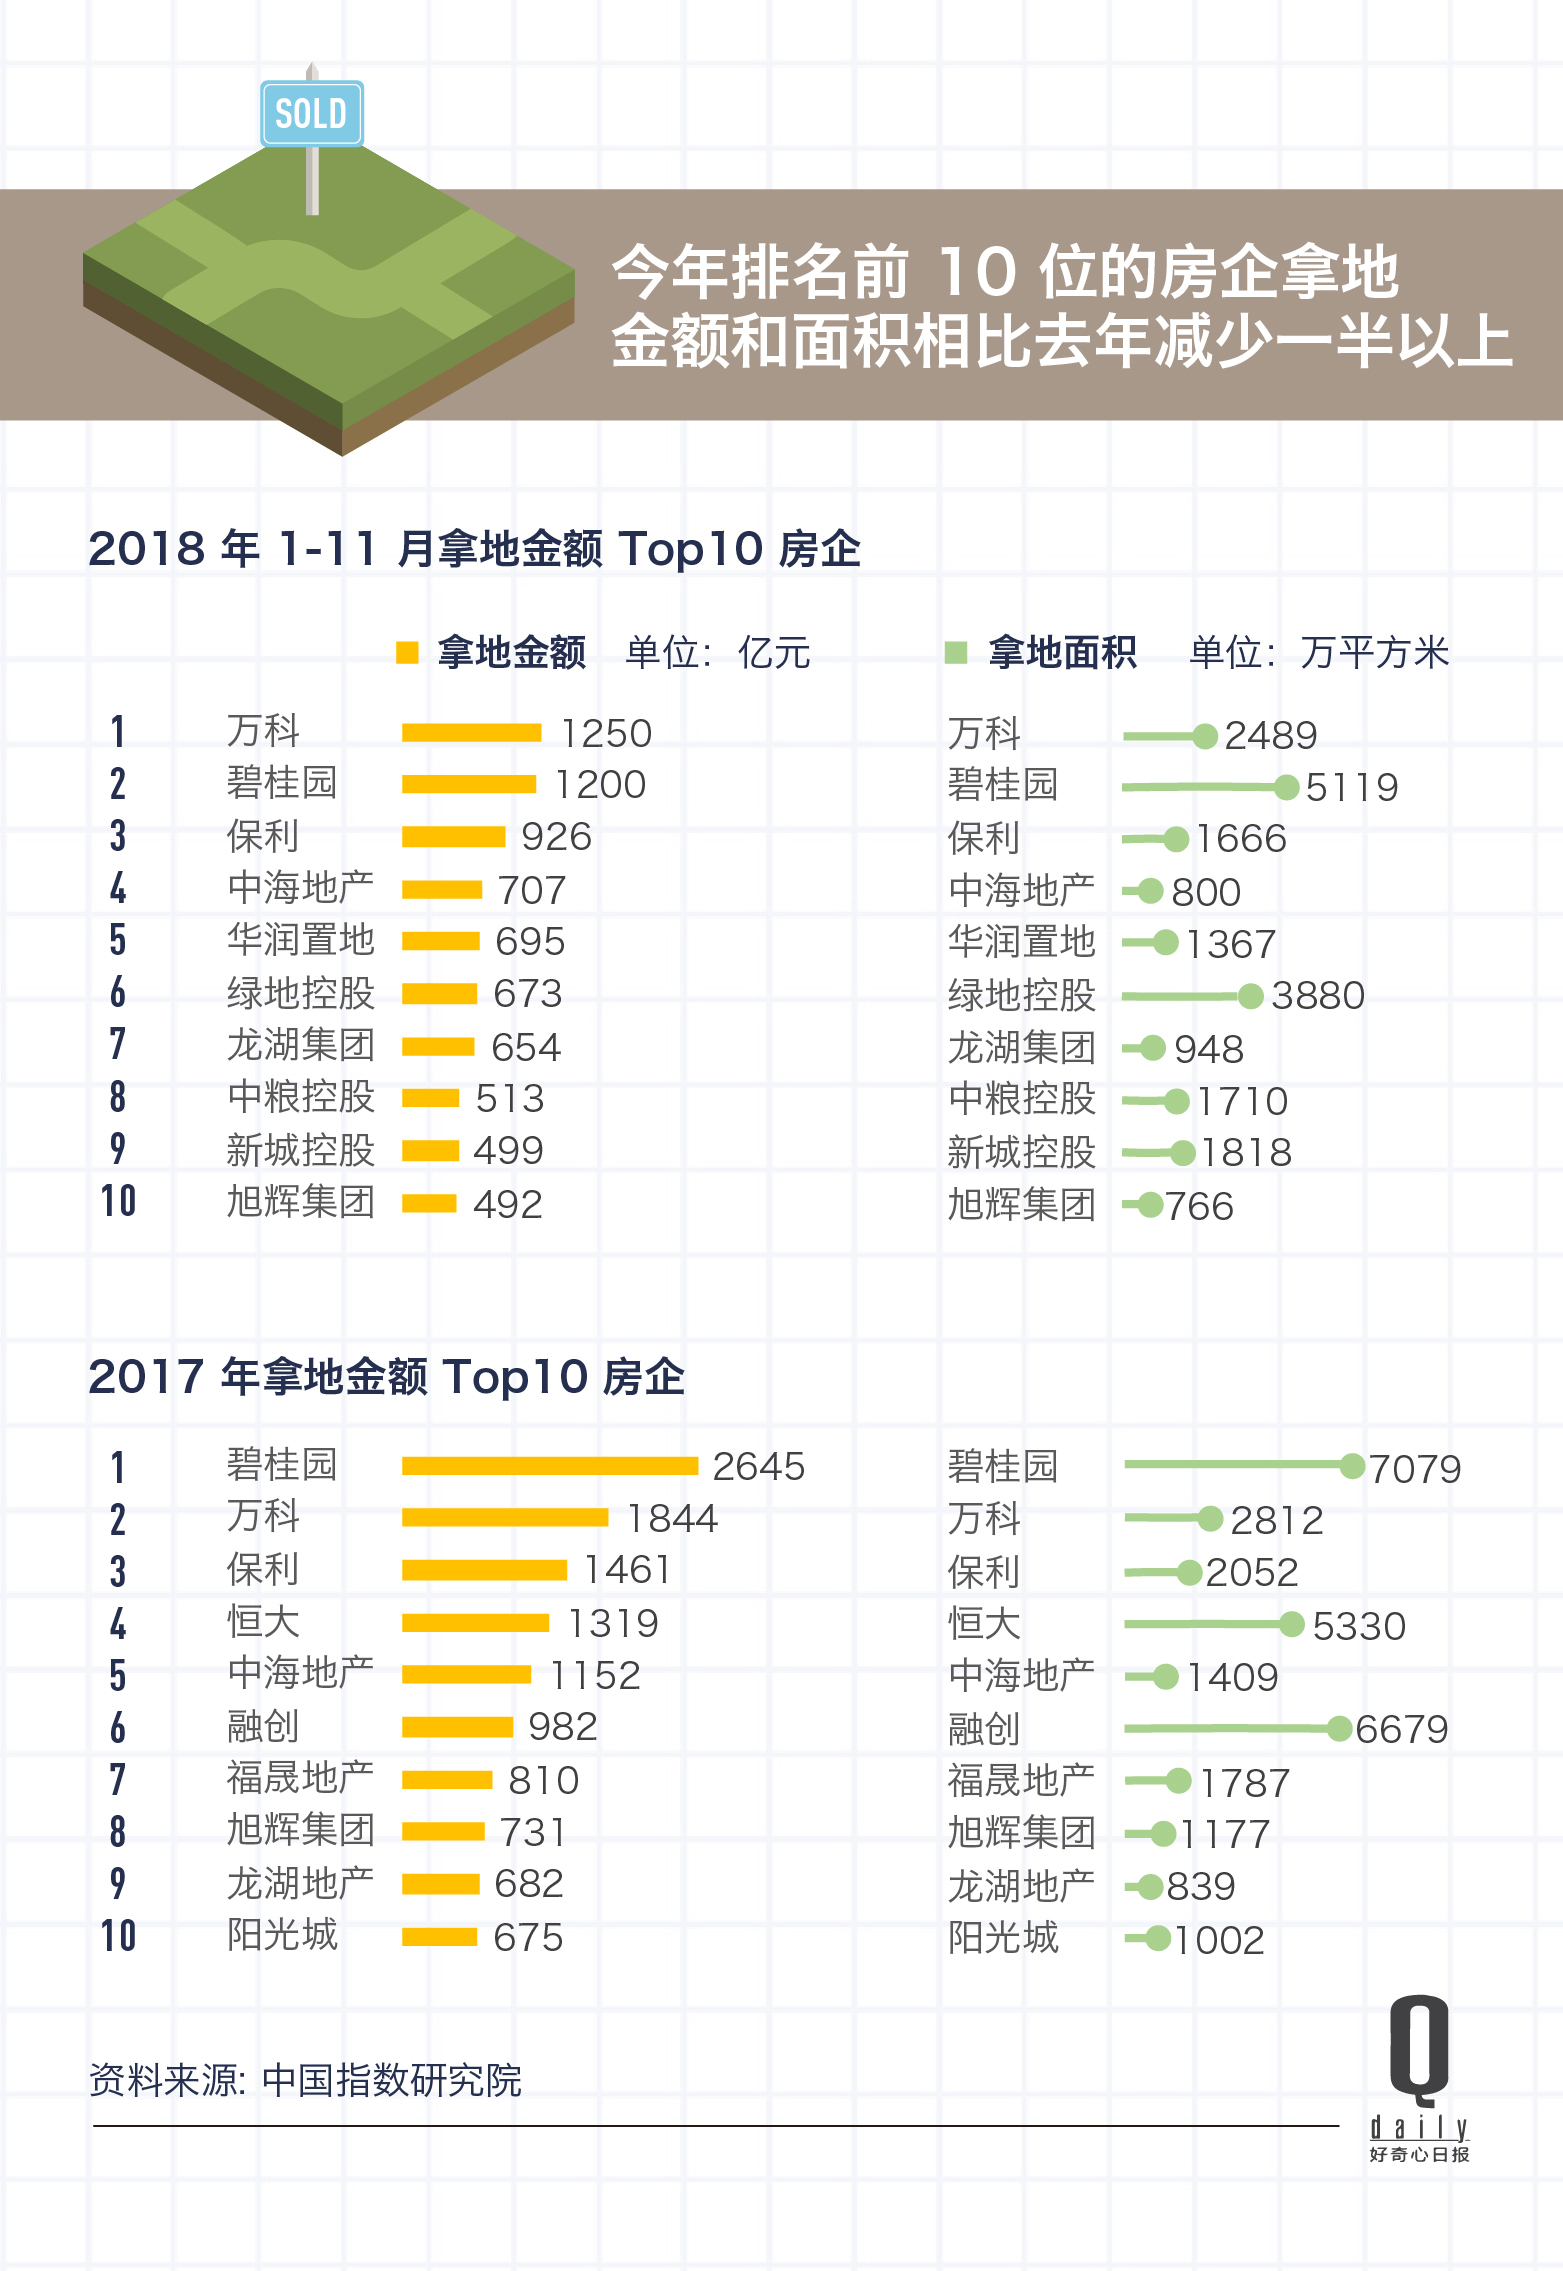 SOLD
今年排名前 10 位的房企拿地
金额和面积相比去年减少一半以上
2018 年 1-11 月拿地金额 Top10 房企
拿地金额 单位：亿元 拿地面积 单位：万平方米
1 万科 1250 万科 2489
2 碧桂园 1200 碧桂园 5119
3 保利 926 保利 1666
4 中海地产 707 中海地产 800
5 华润置地 695 华润置地 1367
6 绿地控股 673 绿地控股 3880
7 龙湖集团 654 龙湖集团 948
8 中粮控股 513 中粮控股 1710
9 新城控股 499 新城控股 1818
10 旭辉集团 492 旭辉集团 766
2017 年拿地金额 Top10 房企
1 碧桂园 2645 碧桂园 7079
2 万科 1844 万科 2812
3 保利 1461 保利 2052
4 恒大 1319 恒大 5330
5 中海地产 1152 中海地产 1409
6 融创 982 融创 6679
7 福晟地产 810 福晟地产 1787
8 旭辉集团 731 旭辉集团 1177
9 龙湖地产 682 龙湖地产 839
10 阳光城 675 阳光城 1002
资料来源: 中国指数研究院
Q
daily
好奇心日报